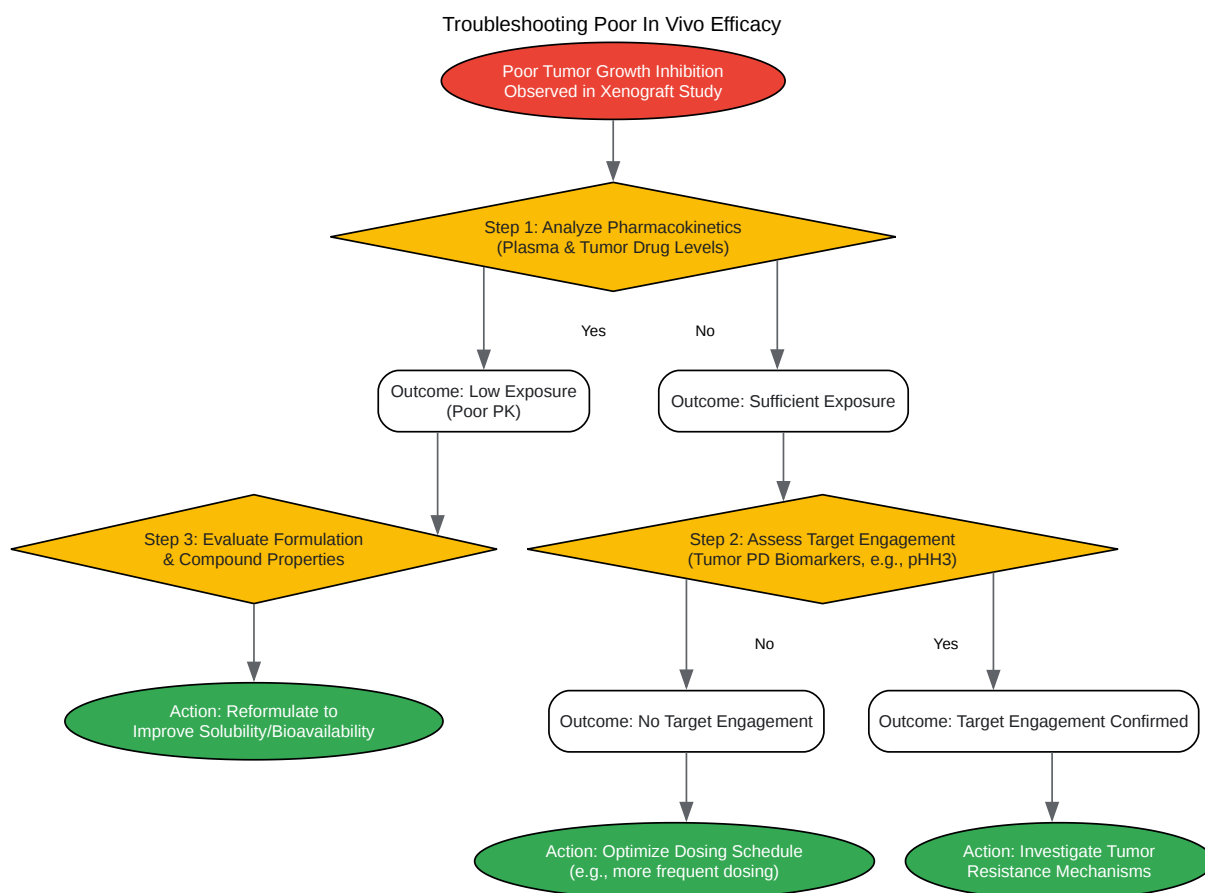 Troubleshooting Poor In Vivo Efficacy
Poor Tumor Growth Inhibition
Observed in Xenograft Study
Step 1: Analyze Pharmacokinetics
(Plasma & Tumor Drug Levels)
Yes
No
Outcome: Low Exposure
(Poor PK)
Outcome: Sufficient Exposure
Step 3: Evaluate Formulation
& Compound Properties
Step 2: Assess Target Engagement
(Tumor PD Biomarkers, e.g., pHH3)
No
Yes
Action: Reformulate to
Improve Solubility/Bioavailability
Outcome: No Target Engagement
Outcome: Target Engagement Confirmed
Action: Optimize Dosing Schedule
(e.g., more frequent dosing)
Action: Investigate Tumor
Resistance Mechanisms